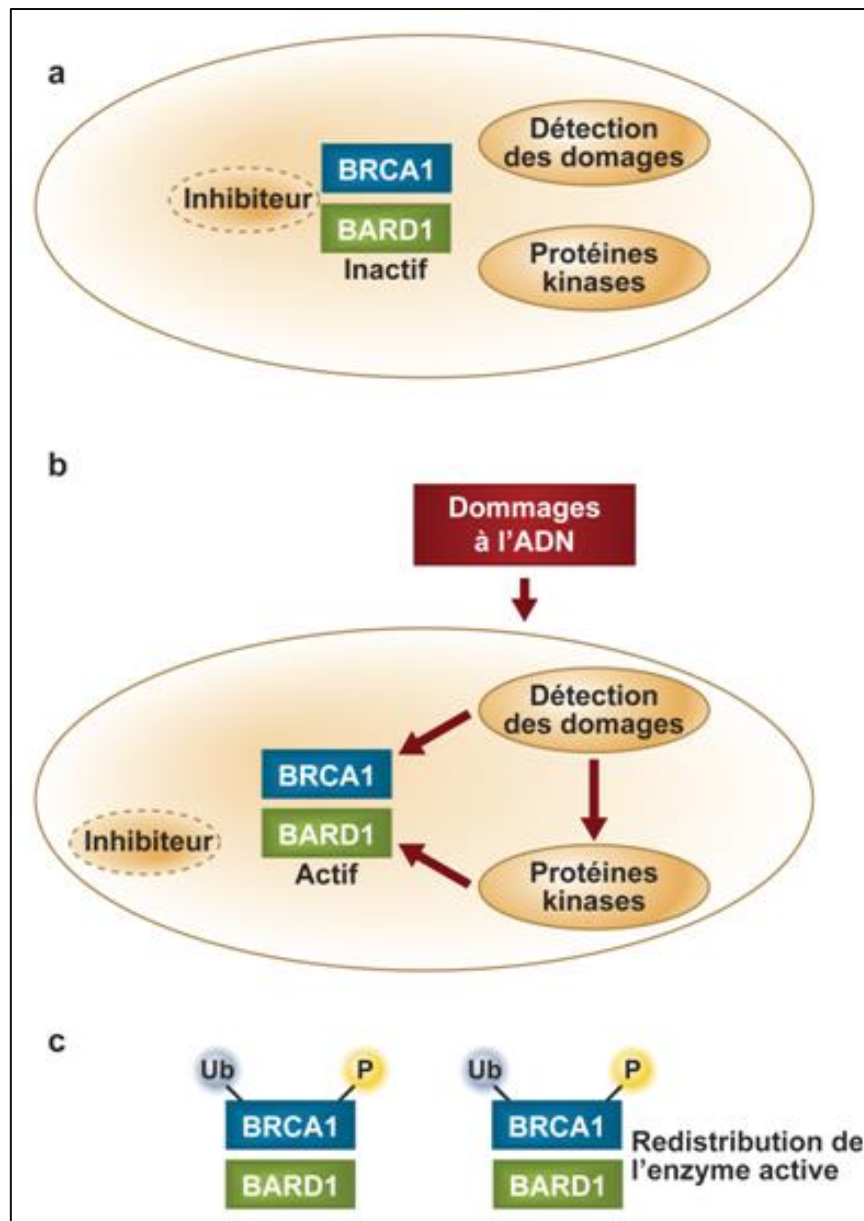 a
Détection
des domages
BRCA1
Inhibiteur
BARD1
Inactif
Protéines
kinases
b
Dommages
à l'ADN
Détection
des domages
BRCA1
Inhibiteur
BARD1
Actif
Protéines
kinases
c
Ub
P
Ub
P
BRCA1
BRCA1
Redistribution de
l'enzyme active
BARD1
BARD1